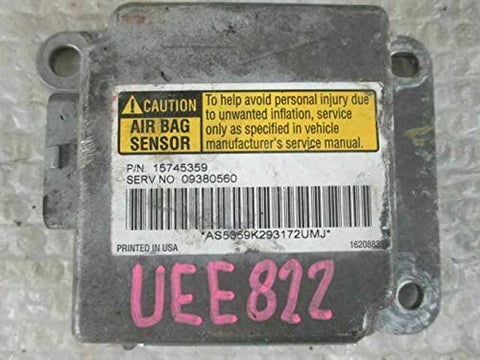 CAUTION
AIR BAG
SENSOR
To help avoid personal injury due
to unwanted inflation, service
only as specified in vehicle
manufacturer's service manual.
P/N 15745359
SERV NO. 09380560
*AS5359K293172UMJ*
PRINTED IN USA
UEE822